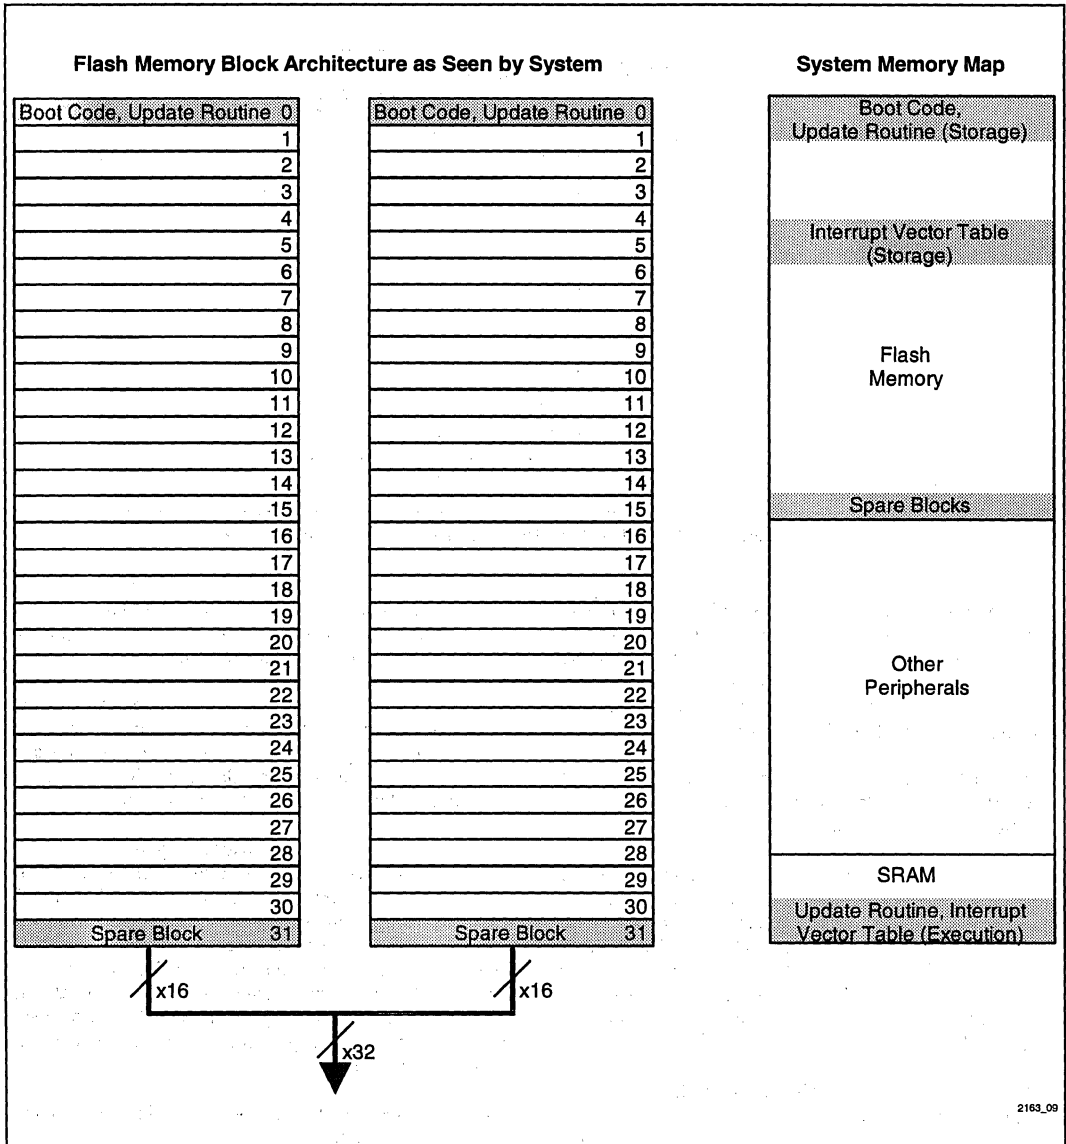 Flash Memory Block Architecture as Seen by System
Boot Code, Update Routine 0
1
2
3
4
5
6
7
8
9
10
11
12
13
14
15
16
17
18
19
20
21
22
23
24
25
26
27
28
29
30
Spare Block 31
x16
Boot Code, Update Routine 0
1
2
3
4
5
6
7
8
9
10
11
12
13
14
15
16
17
18
19
20
21
22
23
24
25
26
27
28
29
30
Spare Block 31
x16
x32
System Memory Map
Boot Code,
Update Routine (Storage)
Interrupt Vector Table
(Storage)
Flash
Memory
Spare Blocks
Other
Peripherals
SRAM
Update Routine, Interrupt
Vector Table (Execution)
2163_09